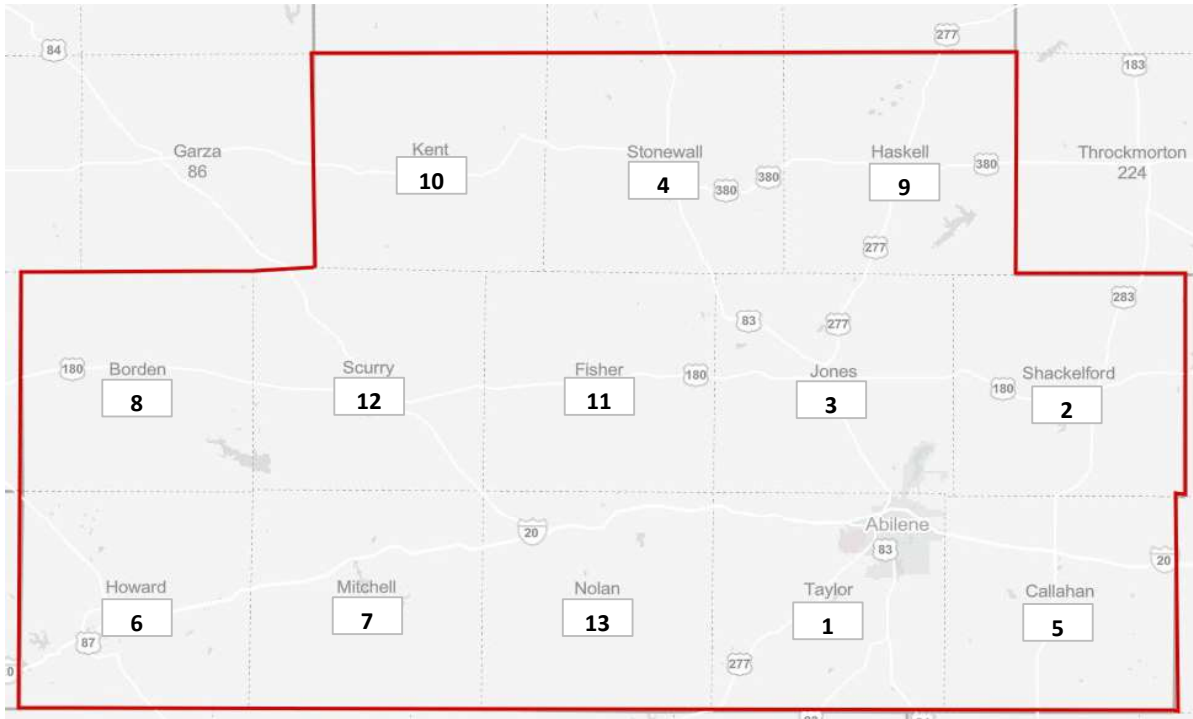 84
277
183
Garza
86
Kent
10
Stonewall
4
380
380
Haskell
9
380
Throckmorton
224
277
283
83
277
180
Borden
8
Scurry
12
Fisher
11
180
Jones
3
180
Shackelford
2
20
Abilene
83
20
Howard
6
87
Mitchell
7
Nolan
13
Taylor
1
277
Callahan
5